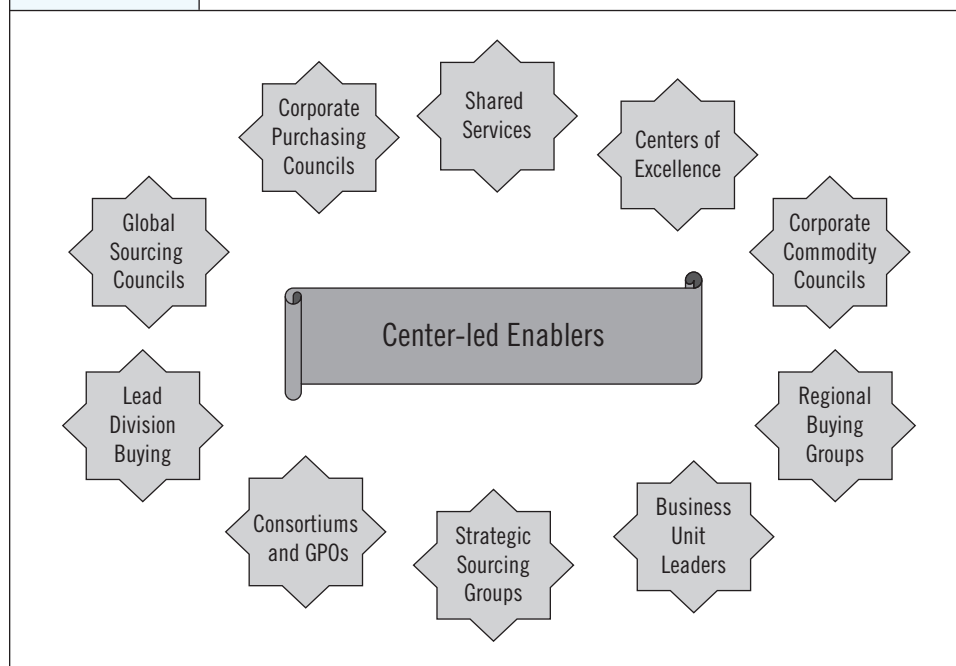 Shared
Services
Corporate
Purchasing
Councils
Centers of
Excellence
Global
Sourcing
Councils
Corporate
Commodity
Councils
Center-led Enablers
Lead
Division
Buying
Regional
Buying
Groups
Consortiums
and GPOs
Strategic
Sourcing
Groups
Business
Unit
Leaders